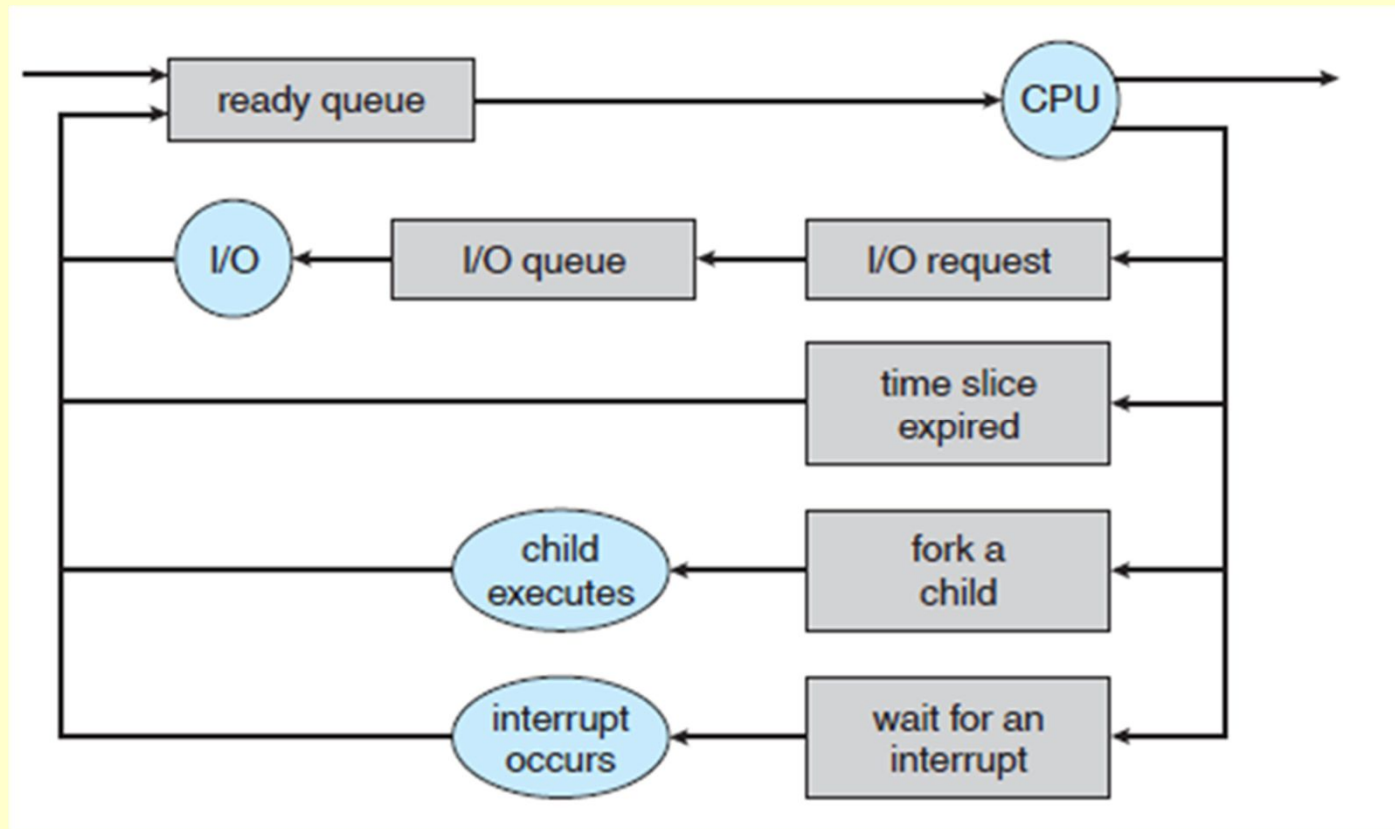 ready queue
CPU
I/O
I/O queue
I/O request
time slice
expired
child
executes
fork a
child
interrupt
occurs
wait for an
interrupt